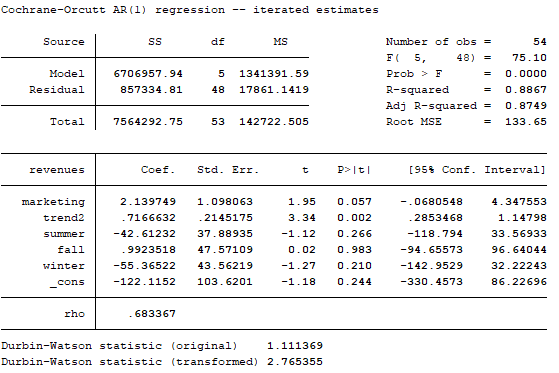 Cochrane-Orcutt AR(1) regression -- iterated estimates
Source SS df MS Number of obs = 54
F( 5, 48) = 75.10
Model 6706957.94 5 1341391.59 Prob > F = 0.0000
Residual 857334.81 48 17861.1419 R-squared = 0.8867
Adj R-squared = 0.8749
Total 7564292.75 53 142722.505 Root MSE = 133.65
revenues Coef. Std. Err. t P>|t| [95% Conf. Interval]
marketing 2.139749 1.098063 1.95 0.057 -.0680548 4.347553
trend2 .7166632 .2145175 3.34 0.002 .2853468 1.14798
summer -42.61232 37.88935 -1.12 0.266 -118.794 33.56933
fall .9923518 47.57109 0.02 0.983 -94.65573 96.64044
winter -55.36522 43.56219 -1.27 0.210 -142.9529 32.22243
_cons -122.1152 103.6201 -1.18 0.244 -330.4573 86.22696
rho .683367
Durbin-Watson statistic (original) 1.111369
Durbin-Watson statistic (transformed) 2.765355